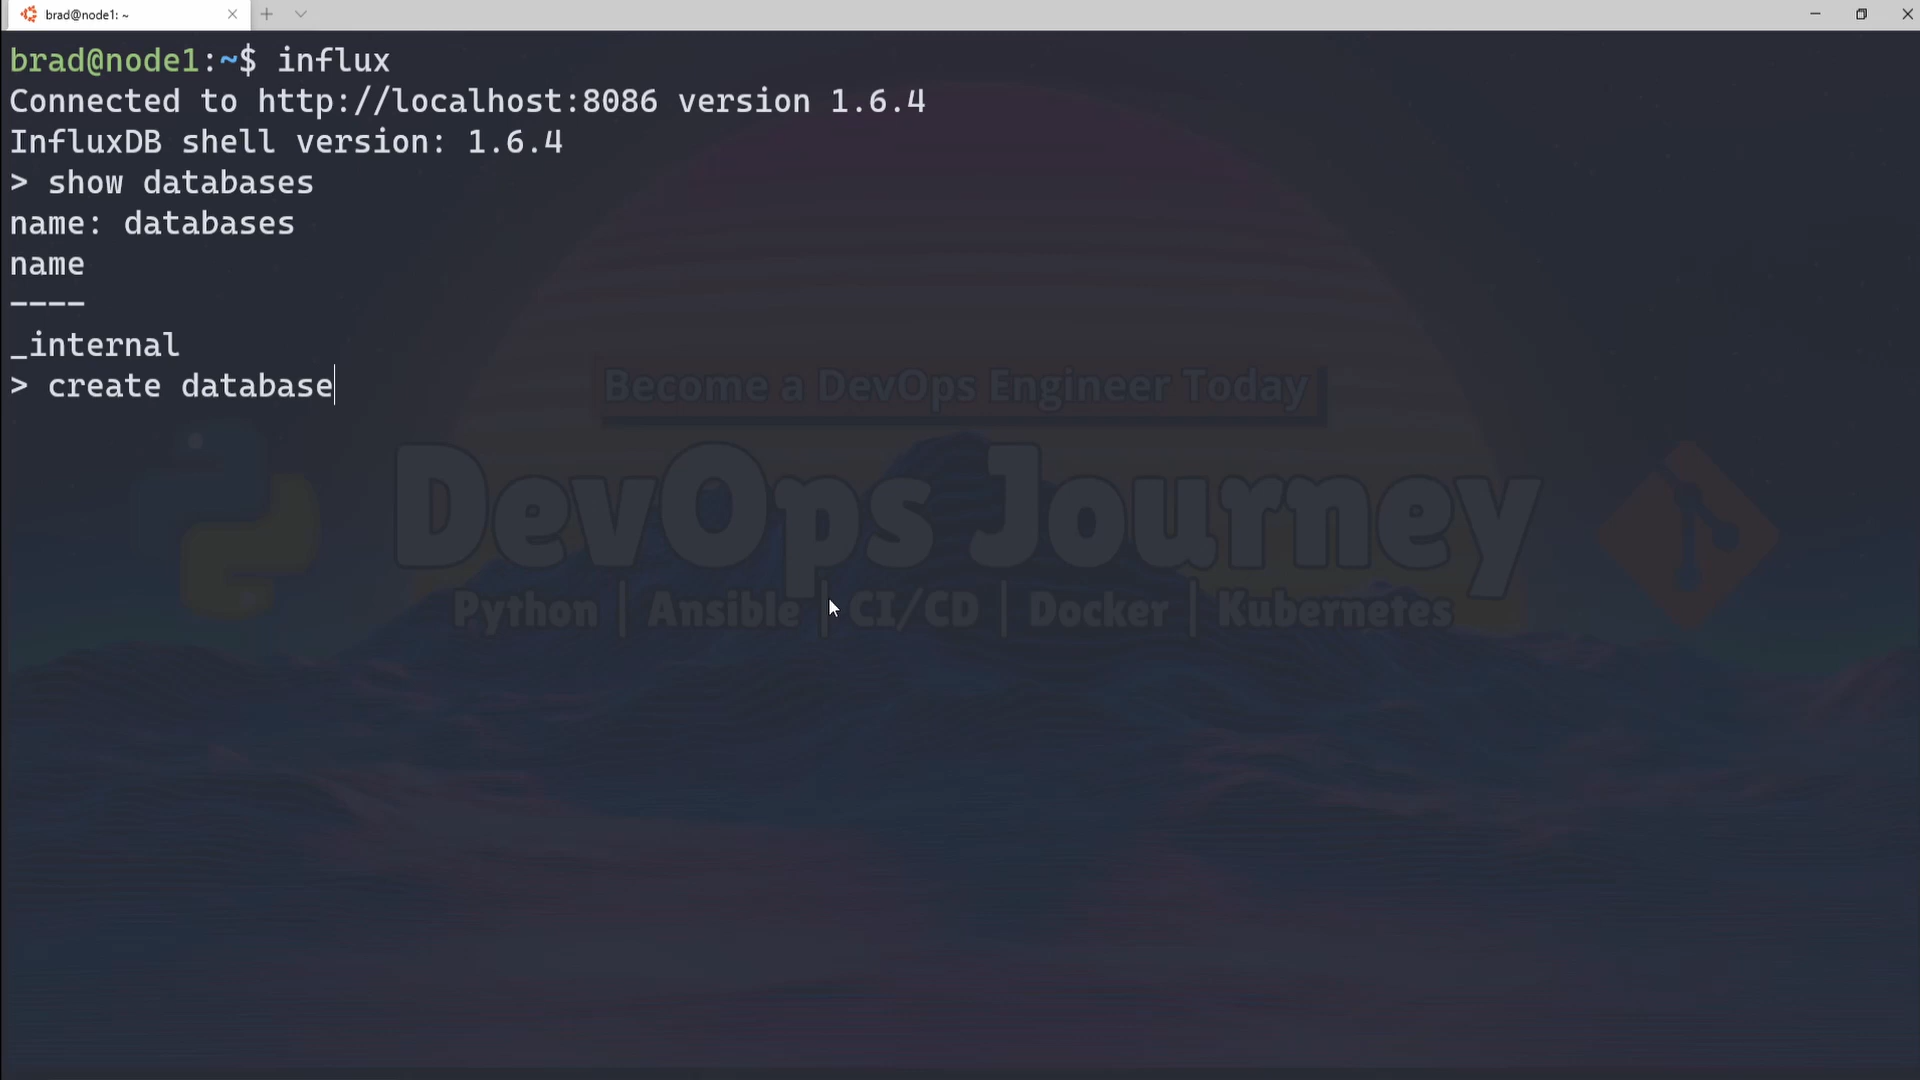 brad@node1: ~
brad@node1:~$ influx
Connected to http://localhost:8086 version 1.6.4
InfluxDB shell version: 1.6.4
> show databases
name: databases
name
----
_internal
> create database
Become a DevOps Engineer Today
DevOps Journey
Python | Ansible | CI/CD | Docker | Kubernetes